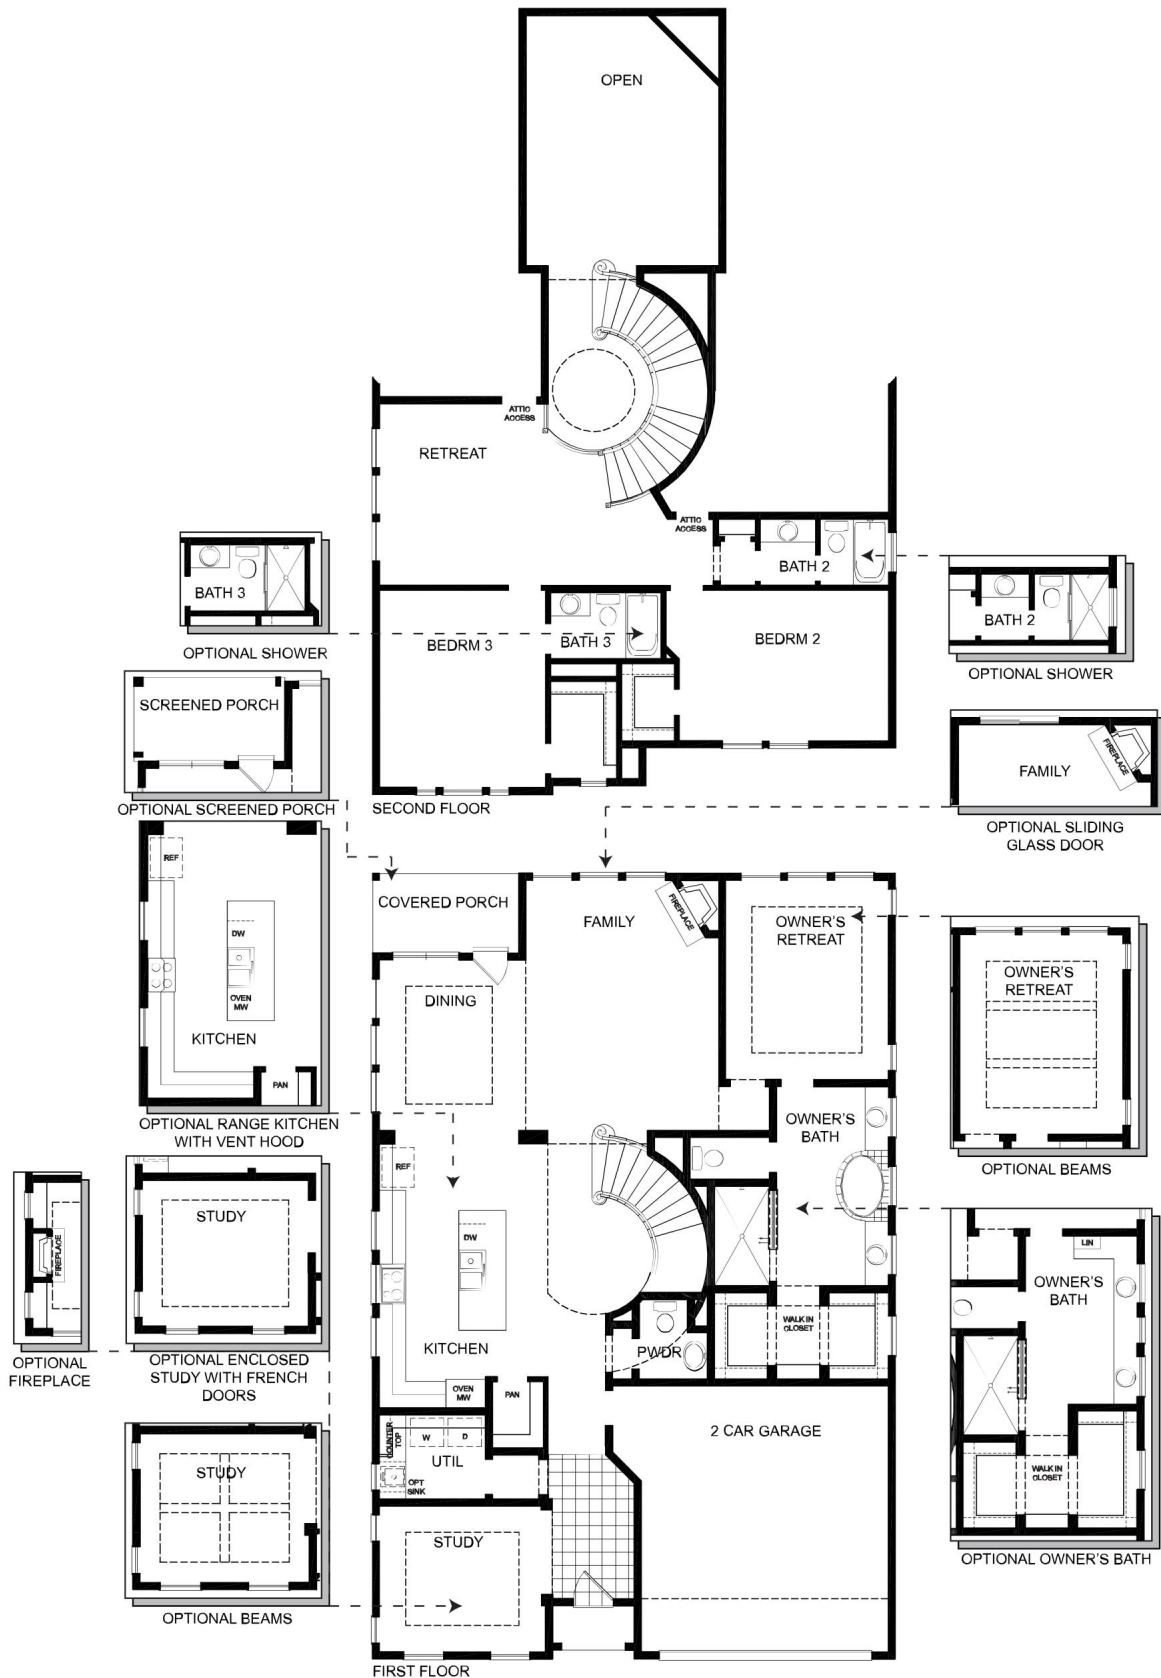 OPEN
ATTIC
ACCESS
RETREAT
ATTIC
ACCESS
BATH 2
BEDRM 3
BATH 3
BEDRM 2
SECOND FLOOR
BATH 3
OPTIONAL SHOWER
BATH 2
OPTIONAL SHOWER
SCREENED PORCH
OPTIONAL SCREENED PORCH
FAMILY
FIREPLACE
OPTIONAL SLIDING
GLASS DOOR
REF
DW
OVEN
MW
KITCHEN
PAN
OPTIONAL RANGE KITCHEN
WITH VENT HOOD
COVERED PORCH
FAMILY
FIREPLACE
OWNER'S
RETREAT
DINING
OWNER'S
BATH
REF
DW
KITCHEN
OVEN
MW
PAN
PWDR
WALK IN
CLOSET
COUNTER
TOP
W
D
UTIL
OPT
SINK
2 CAR GARAGE
STUDY
FIRST FLOOR
OWNER'S
RETREAT
OPTIONAL BEAMS
FIREPLACE
OPTIONAL
FIREPLACE
STUDY
OPTIONAL ENCLOSED
STUDY WITH FRENCH
DOORS
STUDY
OPTIONAL BEAMS
LIN
OWNER'S
BATH
WALK IN
CLOSET
OPTIONAL OWNER'S BATH